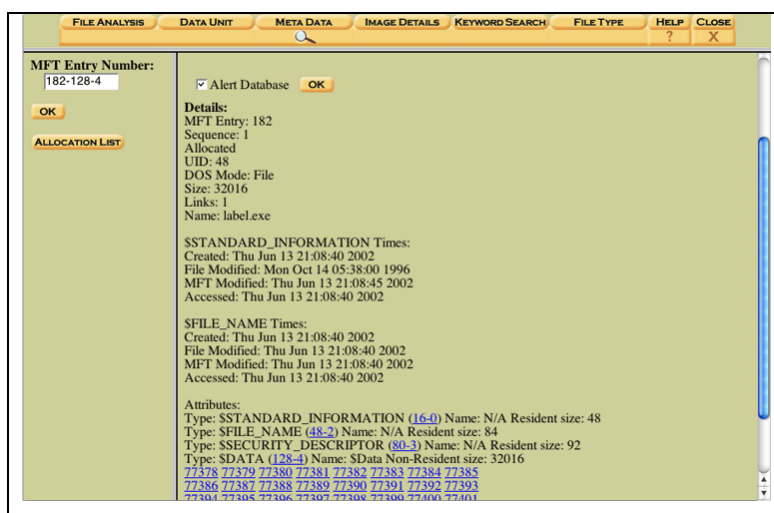 FILE ANALYSIS DATA UNIT META DATA IMAGE DETAILS KEYWORD SEARCH FILE TYPE HELP CLOSE
? X
MFT Entry Number:
182-128-4
OK
ALLOCATION LIST
Alert Database OK
Details:
MFT Entry: 182
Sequence: 1
Allocated
UID: 48
DOS Mode: File
Size: 32016
Links: 1
Name: label.exe
$STANDARD_INFORMATION Times:
Created: Thu Jun 13 21:08:40 2002
File Modified: Mon Oct 14 05:38:00 1996
MFT Modified: Thu Jun 13 21:08:45 2002
Accessed: Thu Jun 13 21:08:40 2002
$FILE_NAME Times:
Created: Thu Jun 13 21:08:40 2002
File Modified: Thu Jun 13 21:08:40 2002
MFT Modified: Thu Jun 13 21:08:40 2002
Accessed: Thu Jun 13 21:08:40 2002
Attributes:
Type: $STANDARD_INFORMATION (16-0) Name: N/A Resident size: 48
Type: $FILE_NAME (48-2) Name: N/A Resident size: 84
Type: $SECURITY_DESCRIPTOR (80-3) Name: N/A Resident size: 92
Type: $DATA (128-4) Name: $Data Non-Resident size: 32016
77378 77379 77380 77381 77382 77383 77384 77385
77386 77387 77388 77389 77390 77391 77392 77393
77394 77395 77396 77397 77398 77399 77400 77401